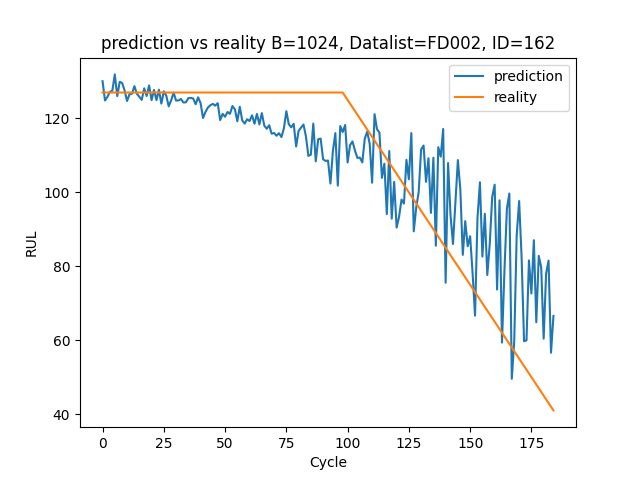 prediction vs reality B=1024, Datalist=FD002, ID=162
prediction
reality
RUL
120
100
80
60
40
0 25 50 75 100 125 150 175
Cycle